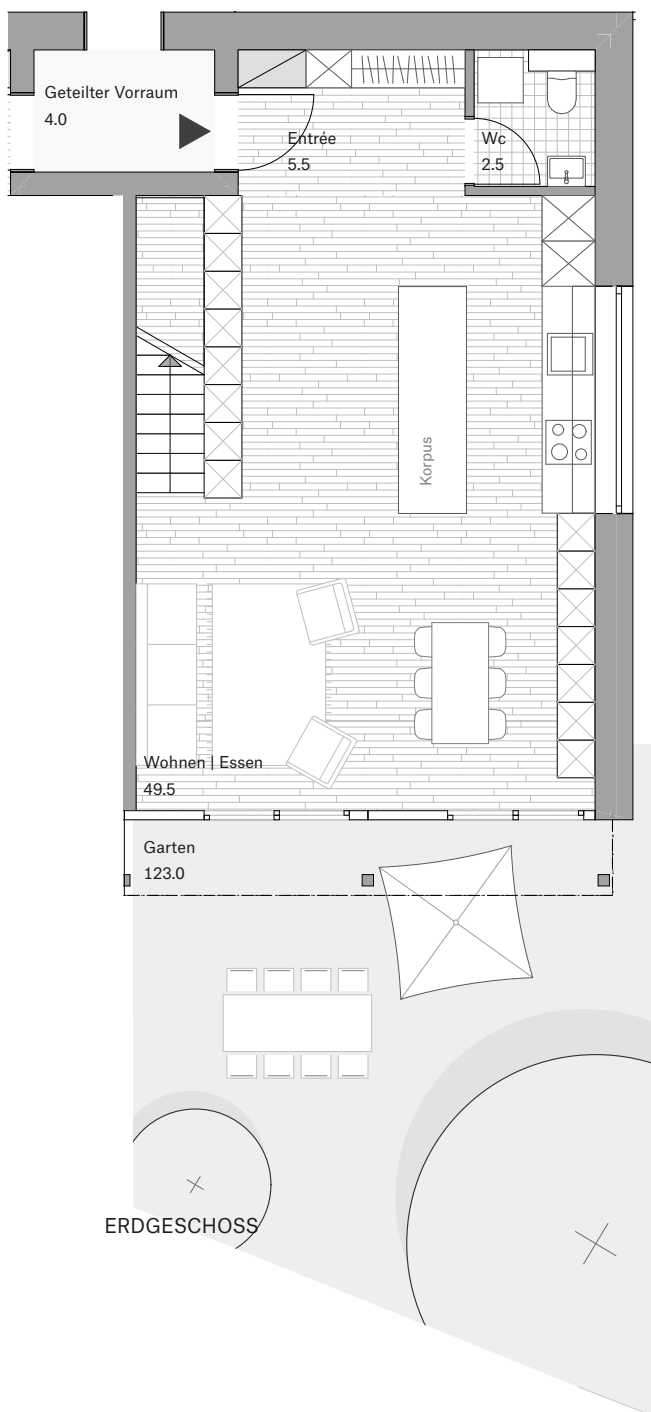 Geteilter Vorraum
4.0
Entrée
5.5
Wc
2.5
Korpus
Wohnen | Essen
49.5
Garten
123.0
ERDGESCHOSS